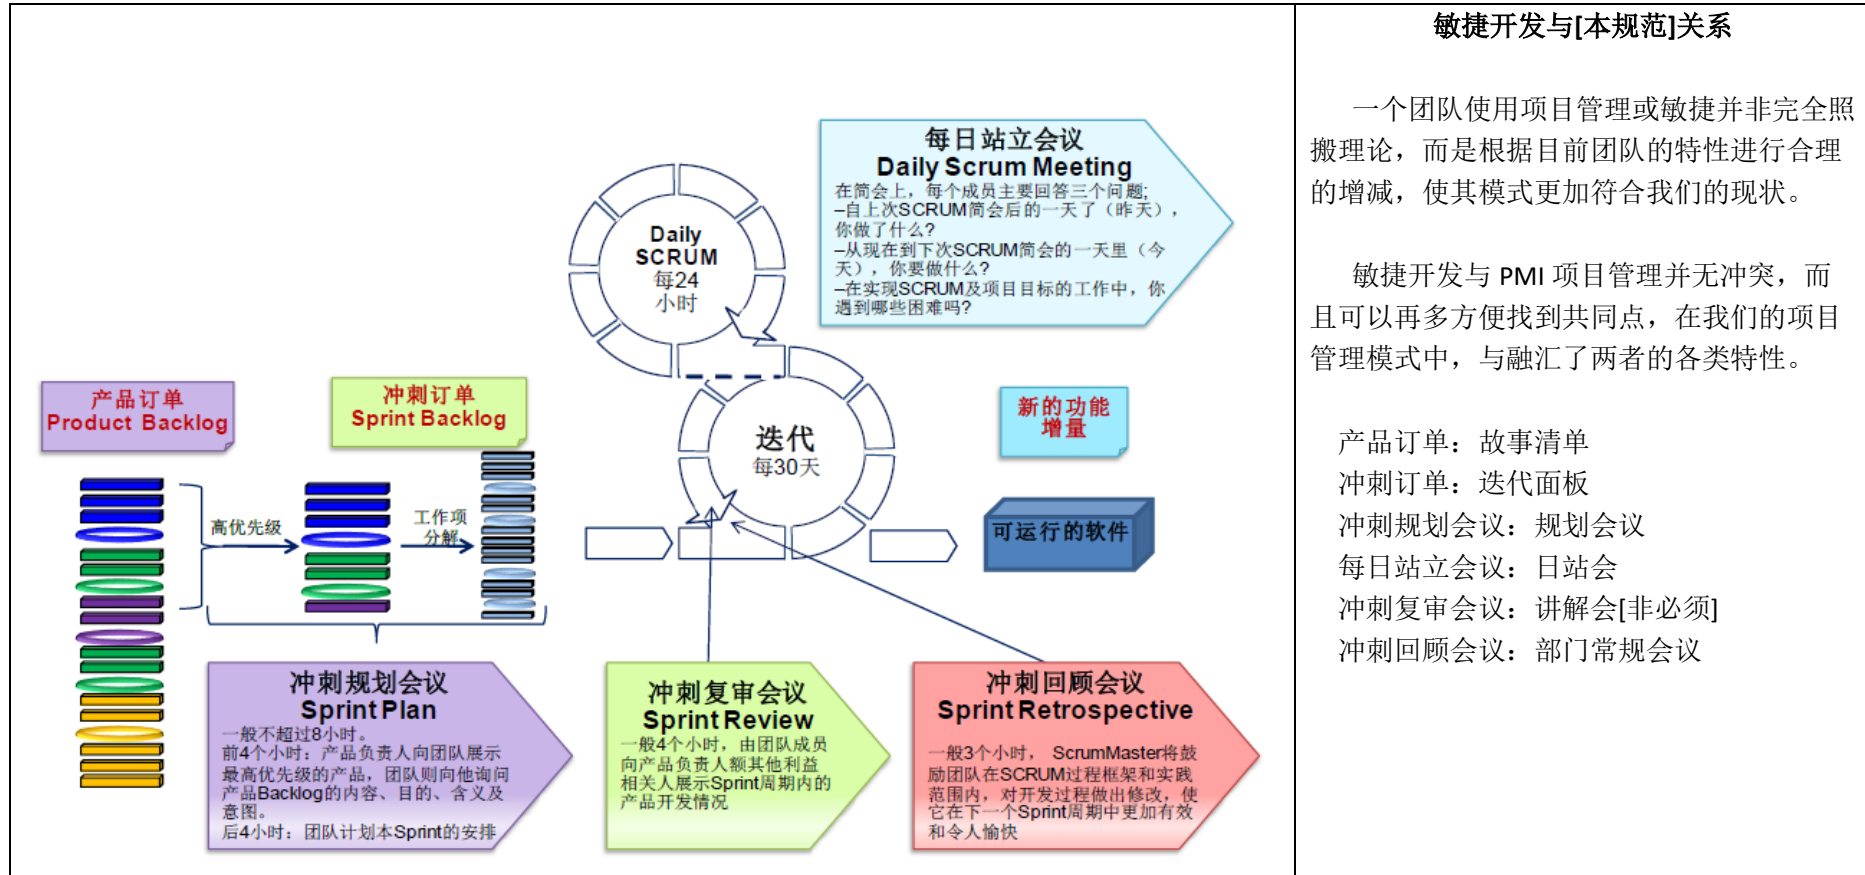 每日站立会议
Daily Scrum Meeting
在简会上，每个成员主要回答三个问题;
–自上次SCRUM简会后的一天了（昨天），
你做了什么?
–从现在到下次SCRUM简会的一天里（今
天），你要做什么?
–在实现SCRUM及项目目标的工作中，你
遇到哪些困难吗?
Daily
SCRUM
每24
小时
产品订单
Product Backlog
冲刺订单
Sprint Backlog
迭代
每30天
新的功能
增量
高优先级
工作项
分解
可运行的软件
冲刺规划会议
Sprint Plan
一般不超过8小时。
前4个小时：产品负责人向团队展示
最高优先级的产品，团队则向他询问
产品Backlog的内容、目的、含义及
意图。
后4小时：团队计划本Sprint的安排
冲刺复审会议
Sprint Review
一般4个小时，由团队成员
向产品负责人额其他利益
相关人展示Sprint周期内的
产品开发情况
冲刺回顾会议
Sprint Retrospective
一般3个小时， ScrumMaster将鼓
励团队在SCRUM过程框架和实践
范围内，对开发过程做出修改，使
它在下一个Sprint周期中更加有效
和令人愉快
敏捷开发与[本规范]关系
一个团队使用项目管理或敏捷并非完全照
搬理论，而是根据目前团队的特性进行合理
的增减，使其模式更加符合我们的现状。
敏捷开发与 PMI 项目管理并无冲突，而
且可以再多方便找到共同点，在我们的项目
管理模式中，与融汇了两者的各类特性。
产品订单：故事清单
冲刺订单：迭代面板
冲刺规划会议：规划会议
每日站立会议：日站会
冲刺复审会议：讲解会[非必须]
冲刺回顾会议：部门常规会议